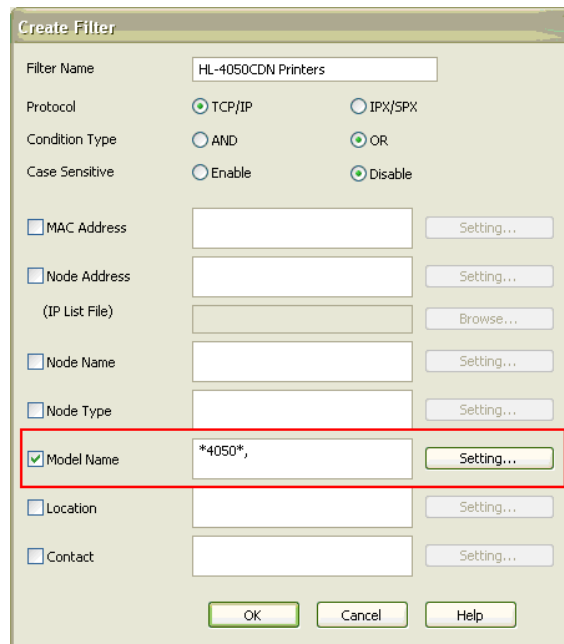 Create Filter
Filter Name HL-4050CDN Printers
Protocol TCP/IP IPX/SPX
Condition Type AND OR
Case Sensitive Enable Disable
MAC Address Setting...
Node Address Setting...
(IP List File) Browse...
Node Name Setting...
Node Type Setting...
Model Name *4050*, Setting...
Location Setting...
Contact Setting...
OK Cancel Help